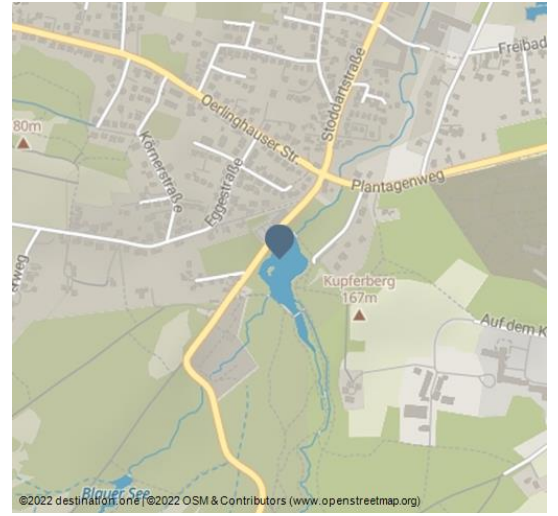 Freibad
Stoddartstraße
Oerlinghauser Str.
80m
Körnerstraße
Plantagenweg
Eggestraße
erweg
Kupferberg
167m
Auf dem K
Blauer See
©2022 destination.one | ©2022 OSM & Contributors (www.openstreetmap.org)